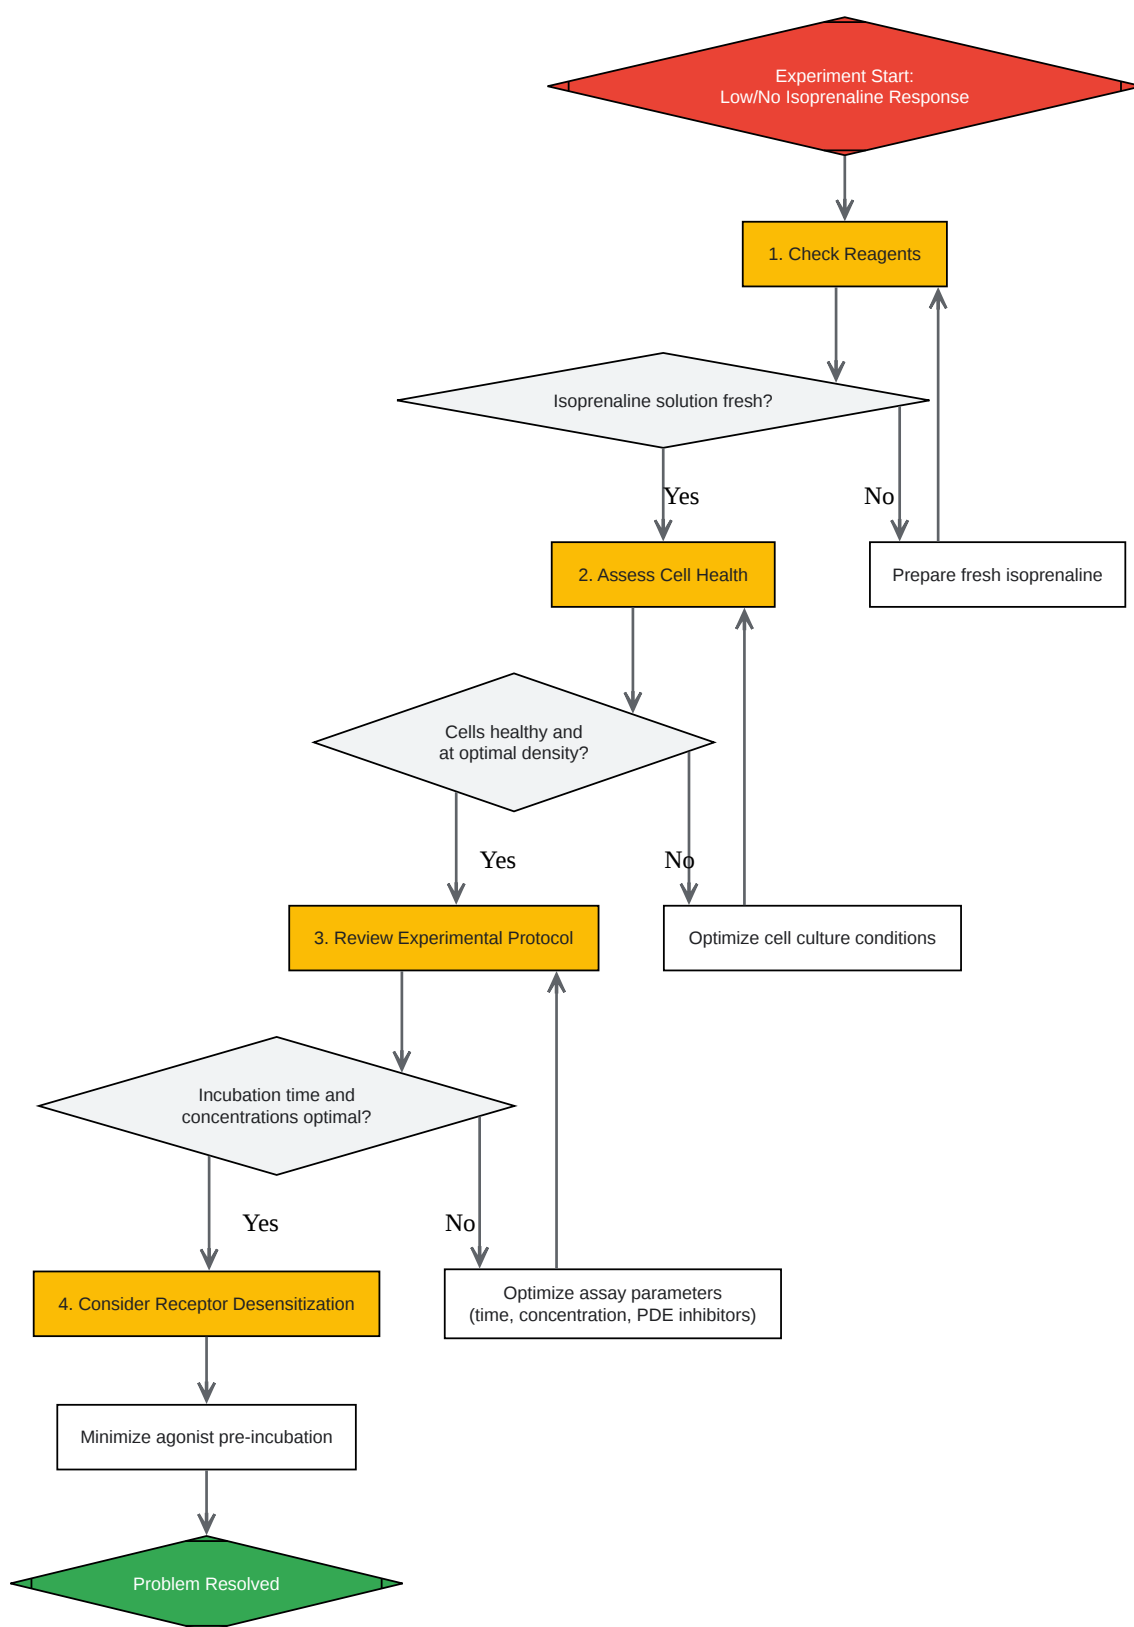 Experiment Start:
Low/No Isoprenaline Response
1. Check Reagents
Isoprenaline solution fresh?
Yes
No
2. Assess Cell Health
Prepare fresh isoprenaline
Cells healthy and
at optimal density?
Yes
No
3. Review Experimental Protocol
Optimize cell culture conditions
Incubation time and
concentrations optimal?
Yes
No
4. Consider Receptor Desensitization
Optimize assay parameters
(time, concentration, PDE inhibitors)
Minimize agonist pre-incubation
Problem Resolved